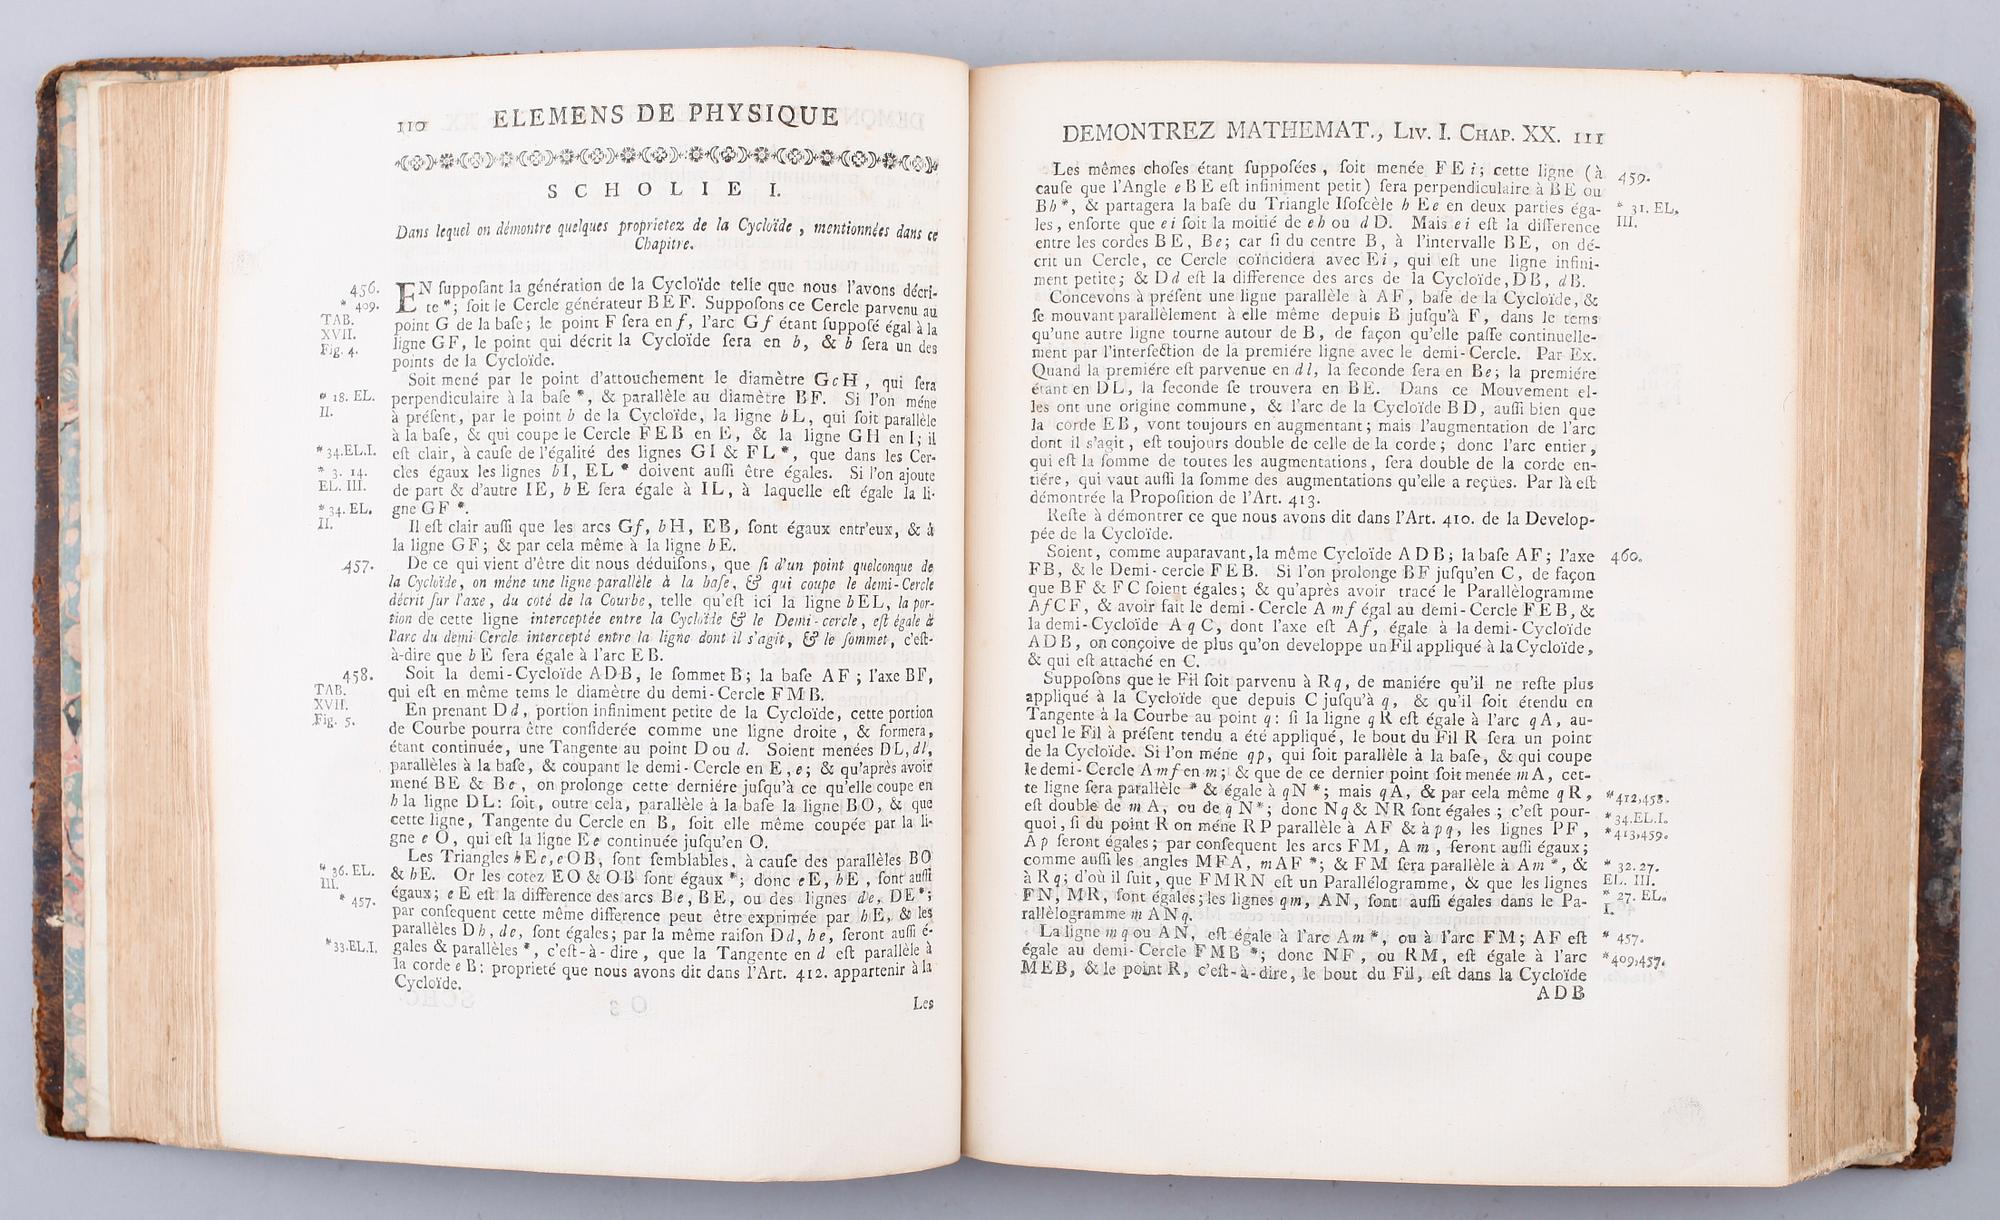 110 ELEMENS DE PHYSIQUE
SCHOLIE I.
Dans lequel on démontre quelques proprietez de la Cycloïde, mentionnées dans ce
Chapitre.
456. EN ſuppoſant la génération de la Cycloïde telle que nous l'avons décri-
* 409. te *; ſoit le Cercle générateur BEF. Suppoſons ce Cercle parvenu au
TAB. point G de la baſe; le point F ſera en f, l'arc Gf étant ſuppoſé égal à la
XVII. ligne GF, le point qui décrit la Cycloïde ſera en b, & b ſera un des
Fig. 4. points de la Cycloïde.
Soit mené par le point d'attouchement le diamètre GcH, qui ſera
* 18. EL. perpendiculaire à la baſe *, & parallèle au diamètre BF. Si l'on méne
II. à préſent, par le point b de la Cycloïde, la ligne bL, qui ſoit parallèle
à la baſe, & qui coupe le Cercle FEB en E, & la ligne GH en I; il
* 34.EL.I. eſt clair, à cauſe de l'égalité des lignes GI & FL *, que dans les Cer-
* 3. 14. cles égaux les lignes bI, EL * doivent auſſi être égales. Si l'on ajoute
EL. III. de part & d'autre IE, bE ſera égale à IL, à laquelle eſt égale la li-
* 34. EL. gne GF *.
II. Il eſt clair auſſi que les arcs Gf, bH, EB, ſont égaux entr'eux, & à
la ligne GF; & par cela même à la ligne bE.
457. De ce qui vient d'être dit nous déduiſons, que ſi d'un point quelconque de
la Cycloïde, on méne une ligne parallèle à la baſe, & qui coupe le demi-Cercle
décrit ſur l'axe, du coté de la Courbe, telle qu'eſt ici la ligne bEL, la por-
tion de cette ligne interceptée entre la Cycloïde & le Demi-cercle, eſt égale à
l'arc du demi Cercle intercepté entre la ligne dont il s'agit, & le ſommet, c'eſt-
à-dire que bE ſera égale à l'arc EB.
458. Soit la demi-Cycloïde ADB, le ſommet B; la baſe AF; l'axe BF,
TAB. qui eſt en même tems le diamètre du demi-Cercle FMB.
XVII. En prenant Dd, portion infiniment petite de la Cycloïde, cette portion
Fig. 5. de Courbe pourra être conſiderée comme une ligne droite, & formera,
étant continuée, une Tangente au point D ou d. Soient menées DL, dl,
parallèles à la baſe, & coupant le demi-Cercle en E, e; & qu'après avoir
mené BE & Be, on prolonge cette derniére juſqu'à ce qu'elle coupe en
h la ligne DL: ſoit, outre cela, parallèle à la baſe la ligne BO, & que
cette ligne, Tangente du Cercle en B, ſoit elle même coupée par la li-
gne eO, qui eſt la ligne Ee continuée juſqu'en O.
Les Triangles hEe, eOB, ſont ſemblables, à cauſe des parallèles BO
* 36. EL. & hE. Or les cotez EO & OB ſont égaux *; donc eE, hE, ſont auſſi
III. égaux; eE eſt la différence des arcs Be, BE, ou des lignes de, DE *;
* 457. par conſequent cette même différence peut être exprimée par hE, & les
parallèles Dh, de, ſont égales; par la même raiſon Dd, he, ſeront auſſi é-
* 33.EL.I. gales & parallèles *, c'eſt-à-dire, que la Tangente en d eſt parallèle à
la corde eB: proprieté que nous avons dit dans l'Art. 412. appartenir à la
Cycloïde.
Les
DEMONTREZ MATHEMAT., LIV. I. CHAP. XX. 111
Les mêmes choſes étant ſuppoſées, ſoit menée FEi; cette ligne (à 459.
cauſe que l'Angle eBE eſt infiniment petit) ſera perpendiculaire à BE ou
Bh *, & partagera la baſe du Triangle Iſoſcèle hEe en deux parties éga- * 31. EL.
les, enſorte que ei ſoit la moitié de eh ou dD. Mais ei eſt la différence III.
entre les cordes BE, Be; car ſi du centre B, à l'intervalle BE, on dé-
crit un Cercle, ce Cercle coïncidera avec Ei, qui eſt une ligne infini-
ment petite; & Dd eſt la différence des arcs de la Cycloïde, DB, dB.
Concevons à préſent une ligne parallèle à AF, baſe de la Cycloïde, &
ſe mouvant parallèlement à elle même depuis B juſqu'à F, dans le tems
qu'une autre ligne tourne autour de B, de façon qu'elle paſſe continuelle-
ment par l'interſection de la premiére ligne avec le demi-Cercle. Par Ex.
Quand la premiére eſt parvenue en dl, la ſeconde ſera en Be; la premiére
étant en DL, la ſeconde ſe trouvera en BE. Dans ce Mouvement el-
les ont une origine commune, & l'arc de la Cycloïde BD, auſſi bien que
la corde EB, vont toujours en augmentant; mais l'augmentation de l'arc
dont il s'agit, eſt toujours double de celle de la corde; donc l'arc entier,
qui eſt la ſomme de toutes les augmentations, ſera double de la corde en-
tiére, qui vaut auſſi la ſomme des augmentations qu'elle a reçues. Par là eſt
démontrée la Propoſition de l'Art. 413.
Reſte à démontrer ce que nous avons dit dans l'Art. 410. de la Develop-
pée de la Cycloïde.
Soient, comme auparavant, la même Cycloïde ADB; la baſe AF; l'axe 460.
FB, & le Demi-cercle FEB. Si l'on prolonge BF juſqu'en C, de façon
que BF & FC ſoient égales; & qu'après avoir tracé le Parallèlogramme
AfCF, & avoir fait le demi-Cercle Amf égal au demi-Cercle FEB, &
la demi-Cycloïde AqC, dont l'axe eſt Af, égale à la demi-Cycloïde
ADB, on conçoive de plus qu'on develope un Fil appliqué à la Cycloïde,
& qui eſt attaché en C.
Suppoſons que le Fil ſoit parvenu à Rq, de maniére qu'il ne reſte plus
appliqué à la Cycloïde que depuis C juſqu'à q, & qu'il ſoit étendu en
Tangente à la Courbe au point q: ſi la ligne qR eſt égale à l'arc qA, au-
quel le Fil à préſent tendu a été appliqué, le bout du Fil R ſera un point
de la Cycloïde. Si l'on méne qp, qui ſoit parallèle à la baſe, & qui coupe
le demi-Cercle Amf en m; & que de ce dernier point ſoit menée mA, cet-
te ligne ſera parallèle * & égale à qN *; mais qA, & par cela même qR, * 412,458.
eſt double de mA, ou de qN *; donc Nq & NR ſont égales; c'eſt pour- * 34.EL.I.
quoi, ſi du point R on méne RP parallèle à AF & à pq, les lignes PF, * 413,459.
Ap ſeront égales; par conſequent les arcs FM, Am, ſeront auſſi égaux;
comme auſſi les angles MFA, mAF *; & FM ſera parallèle à Am *, & * 32.27.
à Rq; d'où il ſuit, que FMRN eſt un Parallélogramme, & que les lignes EL. III.
FN, MR, ſont égales; les lignes qm, AN, ſont auſſi égales dans le Pa- * 27. EL.
rallèlogramme mANq. I.
La ligne mq ou AN, eſt égale à l'arc Am *, ou à l'arc FM; AF eſt * 457.
égale au demi-Cercle FMB *; donc NF, ou RM, eſt égale à l'arc * 409,457.
MEB, & le point R, c'eſt-à-dire, le bout du Fil, eſt dans la Cycloïde
ADB